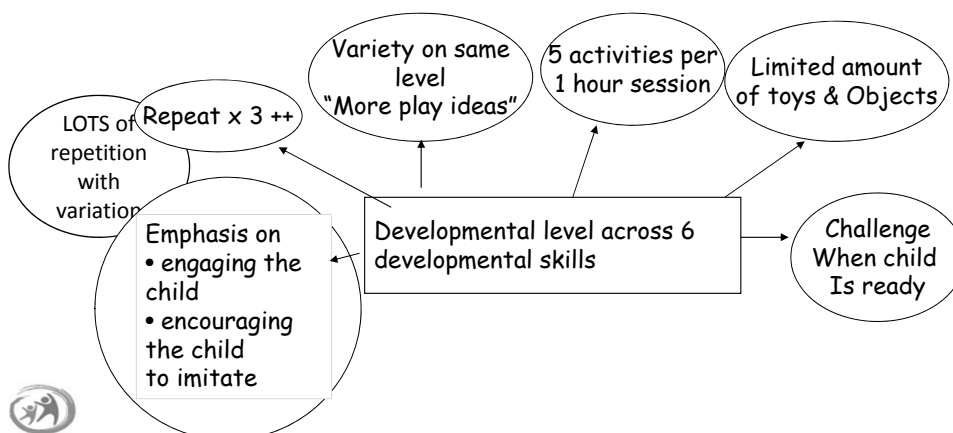 Variety on same
level
“More play ideas”
5 activities per
1 hour session
Limited amount
of toys & Objects
Repeat x 3 ++
LOTS of
repetition
with
variation
Developmental level across 6
developmental skills
Challenge
When child
Is ready
Emphasis on
• engaging the
child
• encouraging
the child
to imitate